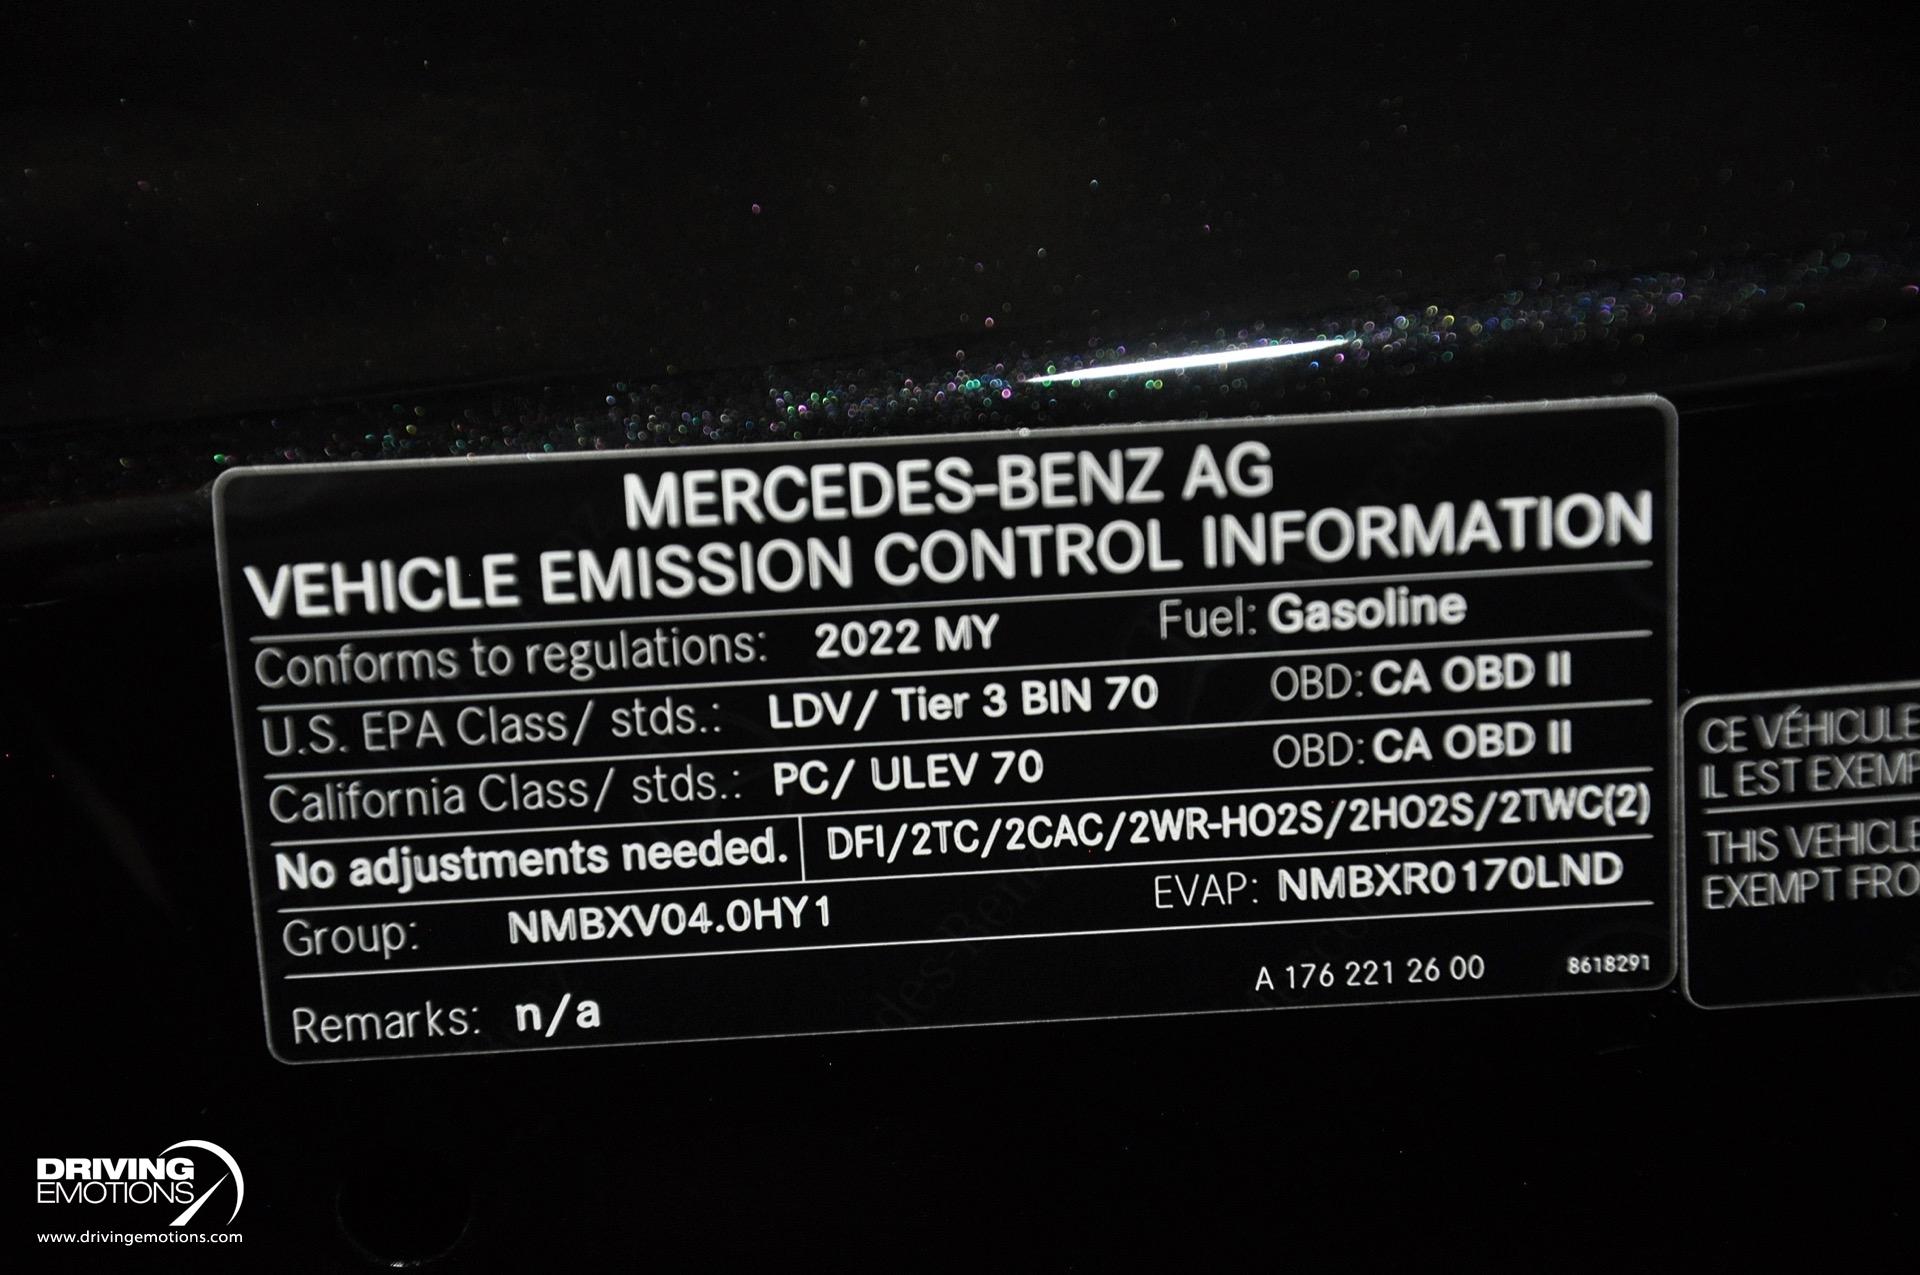 MERCEDES-BENZ AG
VEHICLE EMISSION CONTROL INFORMATION
Conforms to regulations: 2022 MY Fuel: Gasoline
U.S. EPA Class/ stds.: LDV/ Tier 3 BIN 70 OBD: CA OBD II
California Class/ stds.: PC/ ULEV 70 OBD: CA OBD II
No adjustments needed. DFI/2TC/2CAC/2WR-HO2S/2HO2S/2TWC(2)
Group: NMBXV04.0HY1 EVAP: NMBXR0170LND
Remarks: n/a A 176 221 26 00 8618291
CE VÉHICULE
IL EST EXEMP
THIS VEHICLE
EXEMPT FRO
DRIVING
EMOTIONS
www.drivingemotions.com